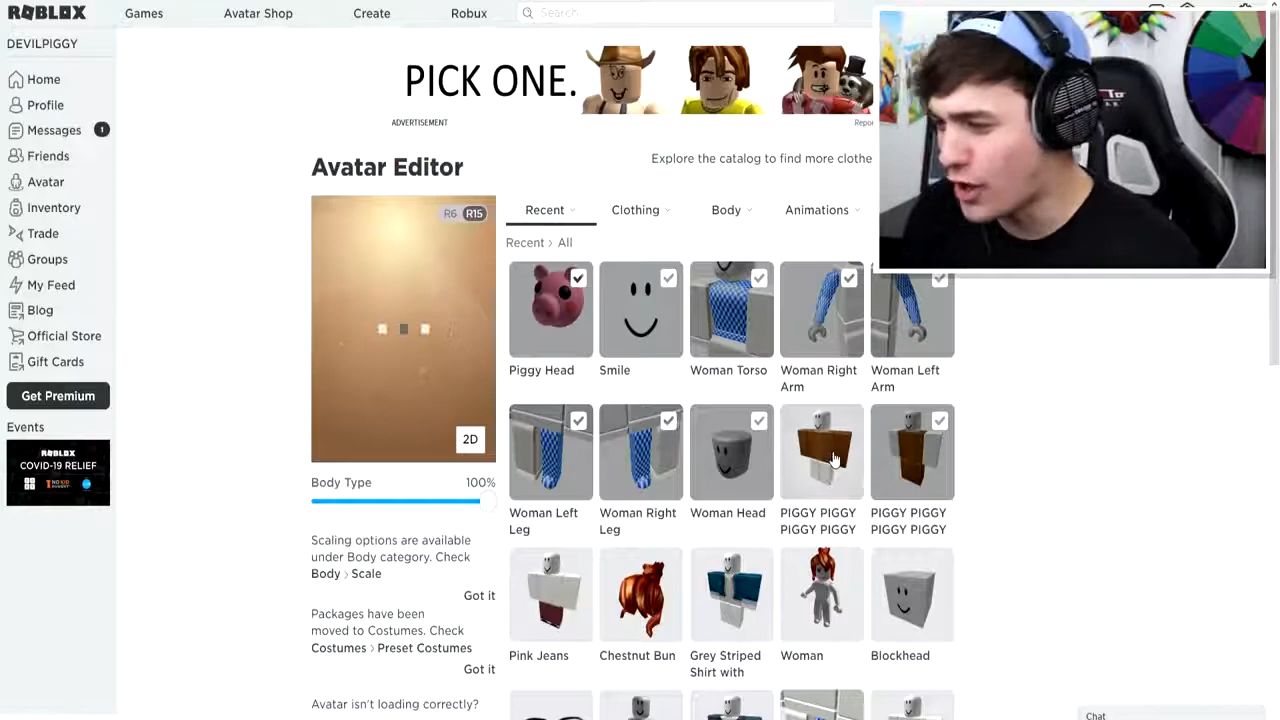 ROBLOX
Games
Avatar Shop
Create
Robux
Search
DEVILPIGGY
Home
Profile
Messages
1
Friends
Avatar
Inventory
Trade
Groups
My Feed
Blog
Official Store
Gift Cards
Get Premium
Events
ROBLOX
COVID-19 RELIEF
PICK ONE.
ADVERTISEMENT
Avatar Editor
Explore the catalog to find more clothe
R6 R15
2D
Recent
Clothing
Body
Animations
Recent > All
Piggy Head
Smile
Woman Torso
Woman Right
Arm
Woman Left
Arm
Woman Left
Leg
Woman Right
Leg
Woman Head
PIGGY PIGGY
PIGGY PIGGY
PIGGY PIGGY
PIGGY PIGGY
Pink Jeans
Chestnut Bun
Grey Striped
Shirt with
Woman
Blockhead
Body Type
100%
Scaling options are available
under Body category. Check
Body > Scale
Got it
Packages have been
moved to Costumes. Check
Costumes > Preset Costumes
Got it
Avatar isn't loading correctly?
Chat